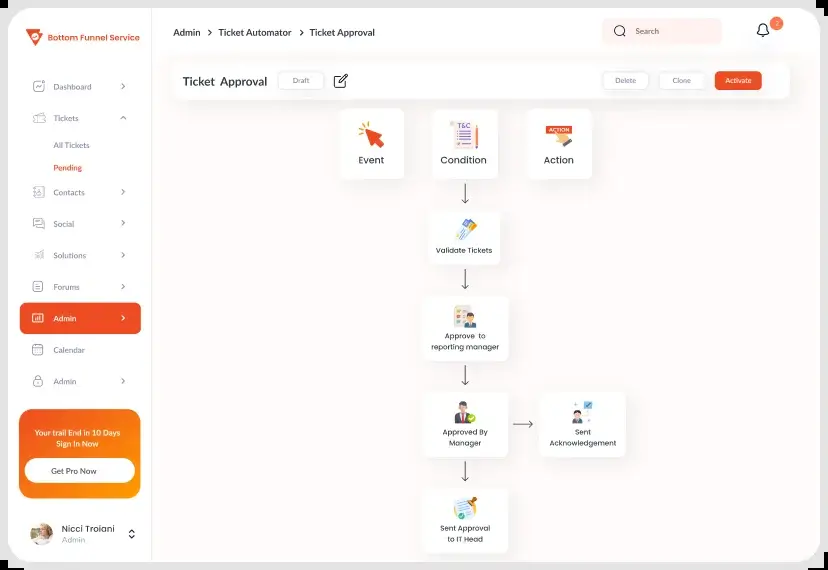 Bottom Funnel Service
Admin > Ticket Automator > Ticket Approval
Search
2
Dashboard
Tickets
All Tickets
Pending
Contacts
Social
Solutions
Forums
Admin
Calendar
Admin
Your trail End in 10 Days
Sign In Now
Get Pro Now
Nicci Troiani
Admin
Ticket Approval
Draft
Delete
Clone
Activate
Event
T&C
Condition
ACTION
Action
Validate Tickets
Approve to
reporting manager
Approved By
Manager
Sent
Acknowledgement
Sent Approval
to IT Head